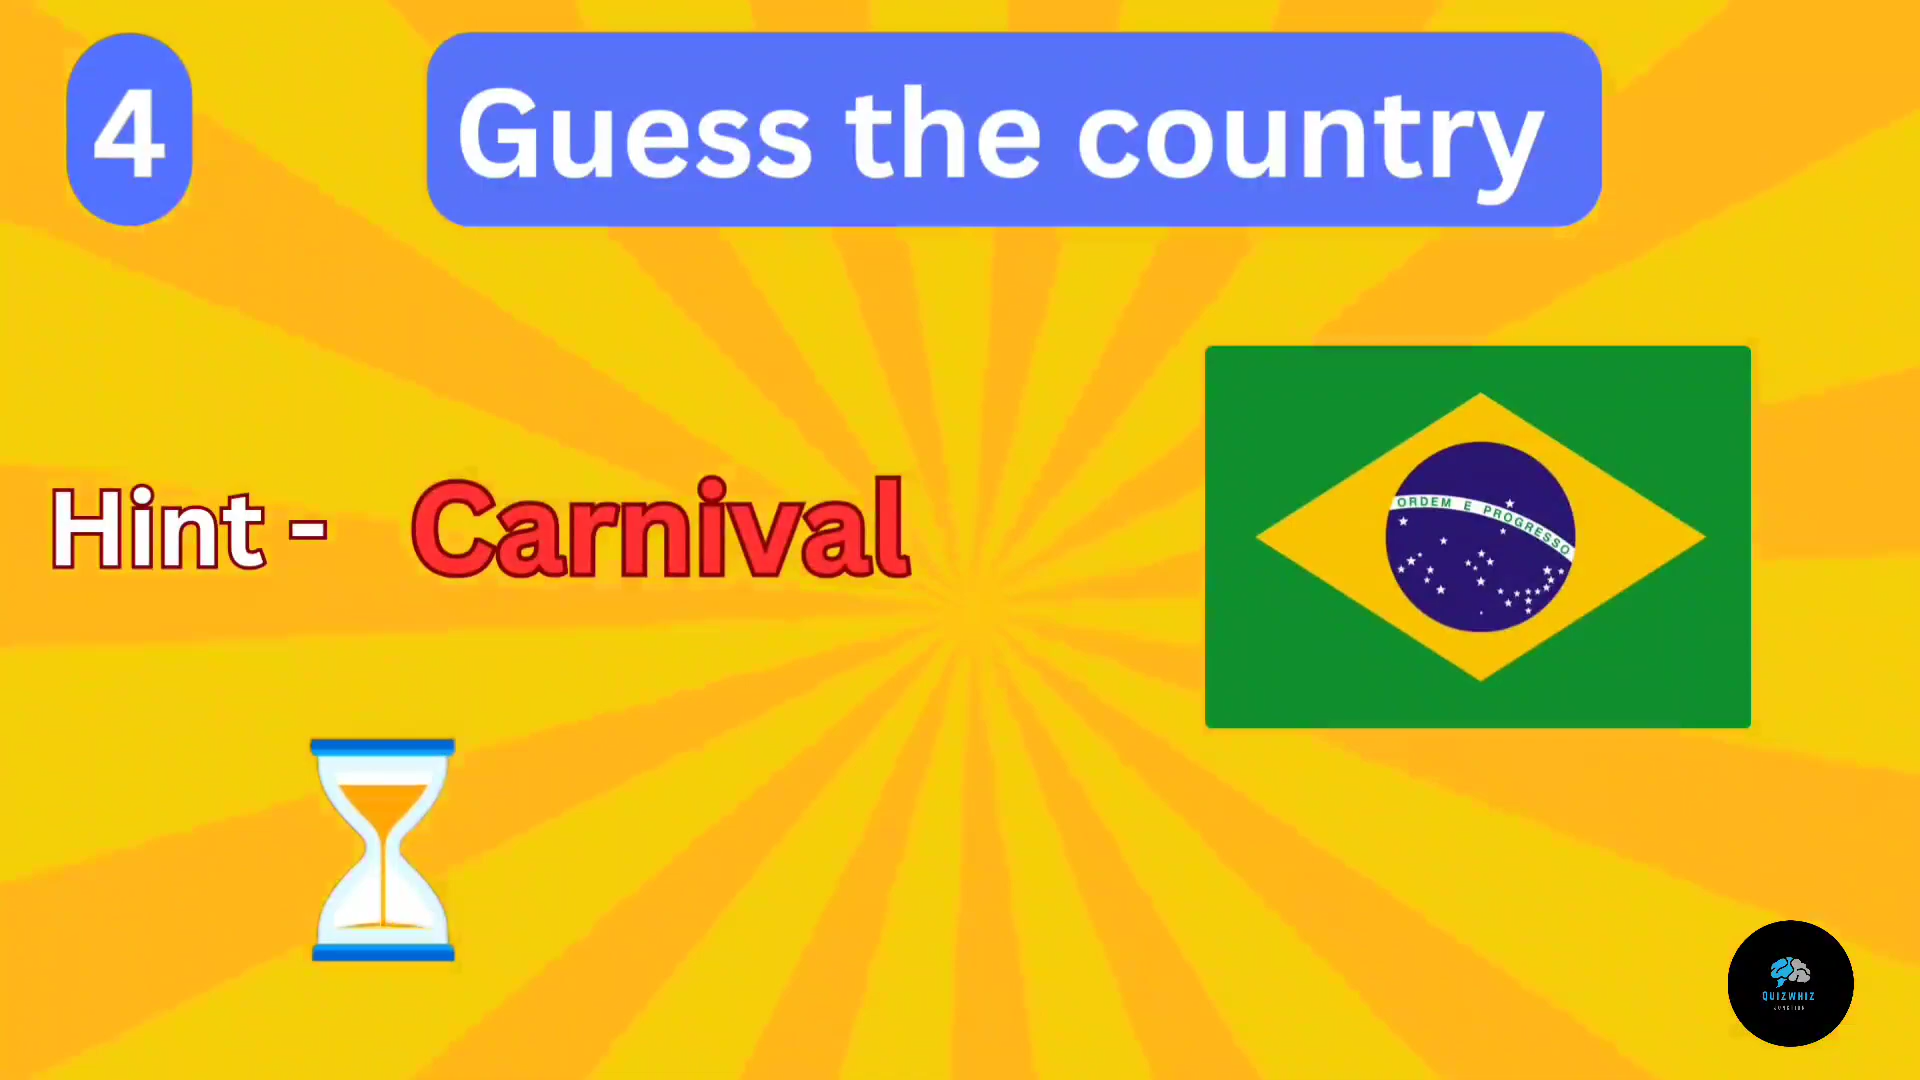 4
Guess the country
Hint - Carnival
ORDEM E PROGRESSO
QUIZWHIZ